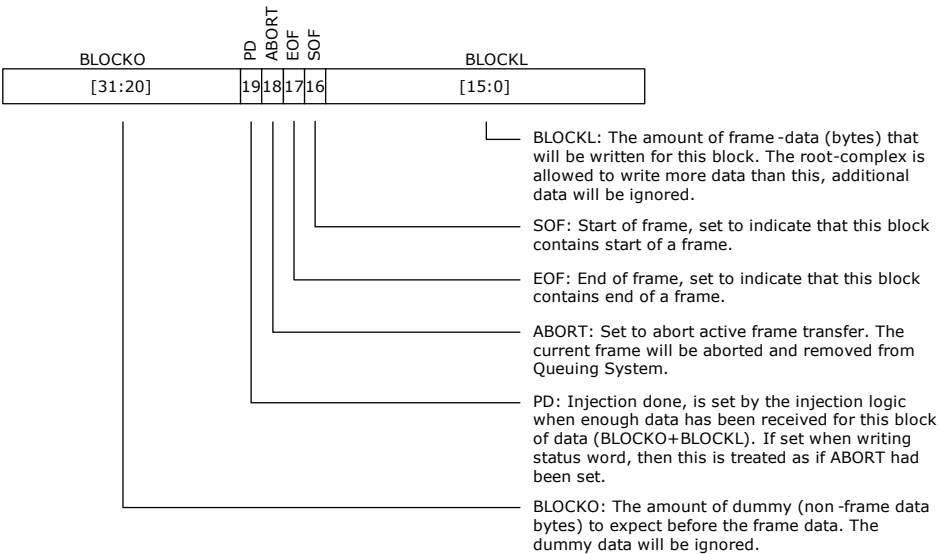 PD
ABORT
EOF
SOF
BLOCKO
BLOCKL
[31:20]
19
18
17
16
[15:0]
BLOCKL: The amount of frame-data (bytes) that
will be written for this block. The root-complex is
allowed to write more data than this, additional
data will be ignored.
SOF: Start of frame, set to indicate that this block
contains start of a frame.
EOF: End of frame, set to indicate that this block
contains end of a frame.
ABORT: Set to abort active frame transfer. The
current frame will be aborted and removed from
Queuing System.
PD: Injection done, is set by the injection logic
when enough data has been received for this block
of data (BLOCKO+BLOCKL). If set when writing
status word, then this is treated as if ABORT had
been set.
BLOCKO: The amount of dummy (non-frame data
bytes) to expect before the frame data. The
dummy data will be ignored.